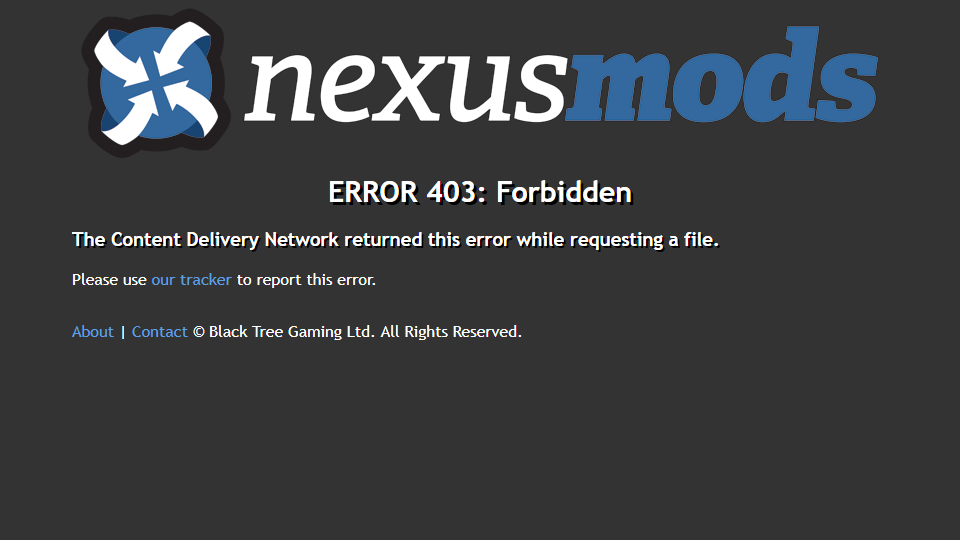 nexusmods
ERROR 403: Forbidden
The Content Delivery Network returned this error while requesting a file.
Please use our tracker to report this error.
About | Contact © Black Tree Gaming Ltd. All Rights Reserved.